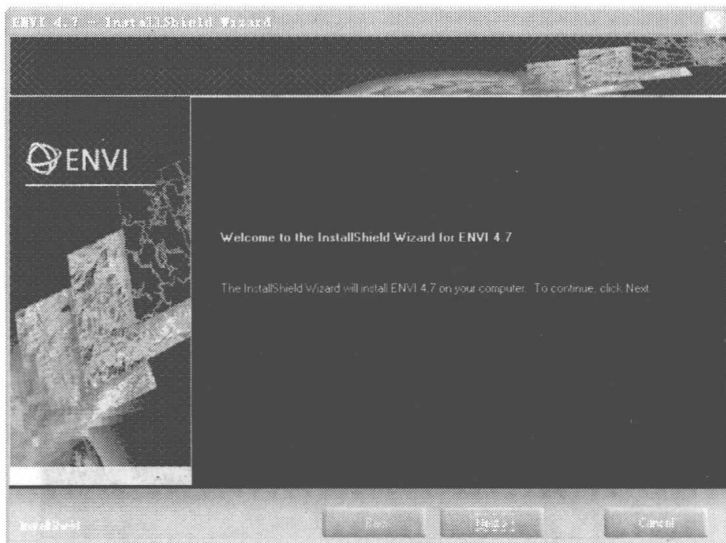 ENVI 4.7 - InstallShield Wizard
ENVI
Welcome to the InstallShield Wizard for ENVI 4.7
The InstallShield Wizard will install ENVI 4.7 on your computer. To continue, click Next.
InstallShield
Back
Next >
Cancel